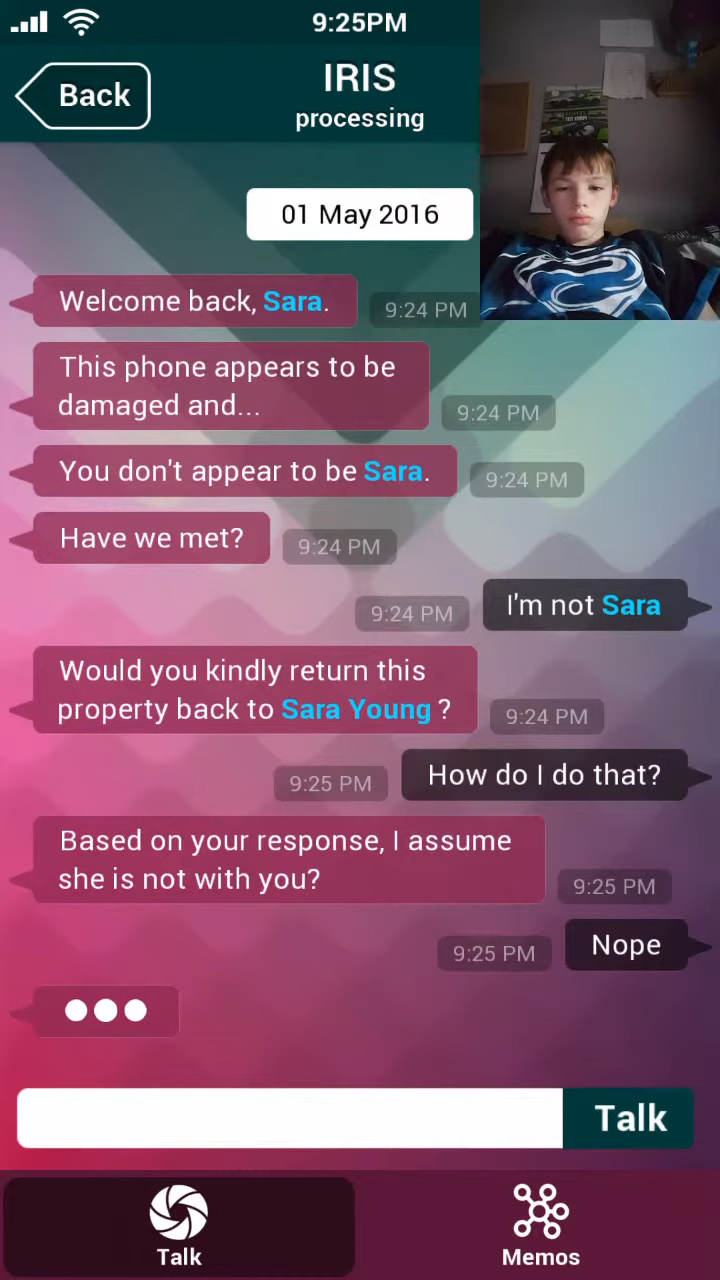 9:25PM
Back
IRIS
processing
01 May 2016
Welcome back, Sara.
9:24 PM
This phone appears to be
damaged and...
9:24 PM
You don't appear to be Sara.
9:24 PM
Have we met?
9:24 PM
I'm not Sara
9:24 PM
Would you kindly return this
property back to Sara Young ?
9:24 PM
How do I do that?
9:25 PM
Based on your response, I assume
she is not with you?
9:25 PM
Nope
9:25 PM
Talk
Talk
Memos